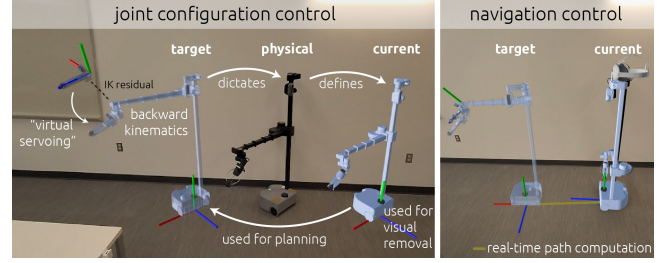 joint configuration control
target
physical
current
IK residual
dictates
defines
"virtual
servoing"
backward
kinematics
used for planning
used for
visual
removal
navigation control
target
current
real-time path computation